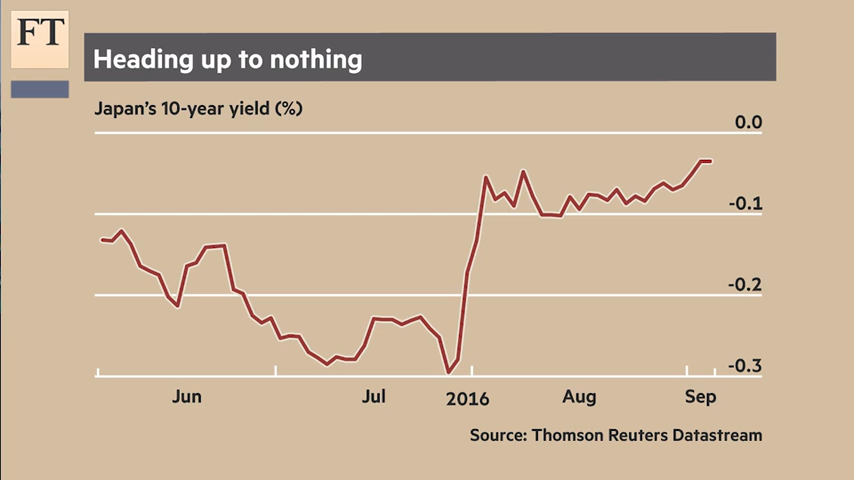 FT
Heading up to nothing
Japan's 10-year yield (%)
0.0
-0.1
-0.2
-0.3
Jun Jul 2016 Aug Sep
Source: Thomson Reuters Datastream